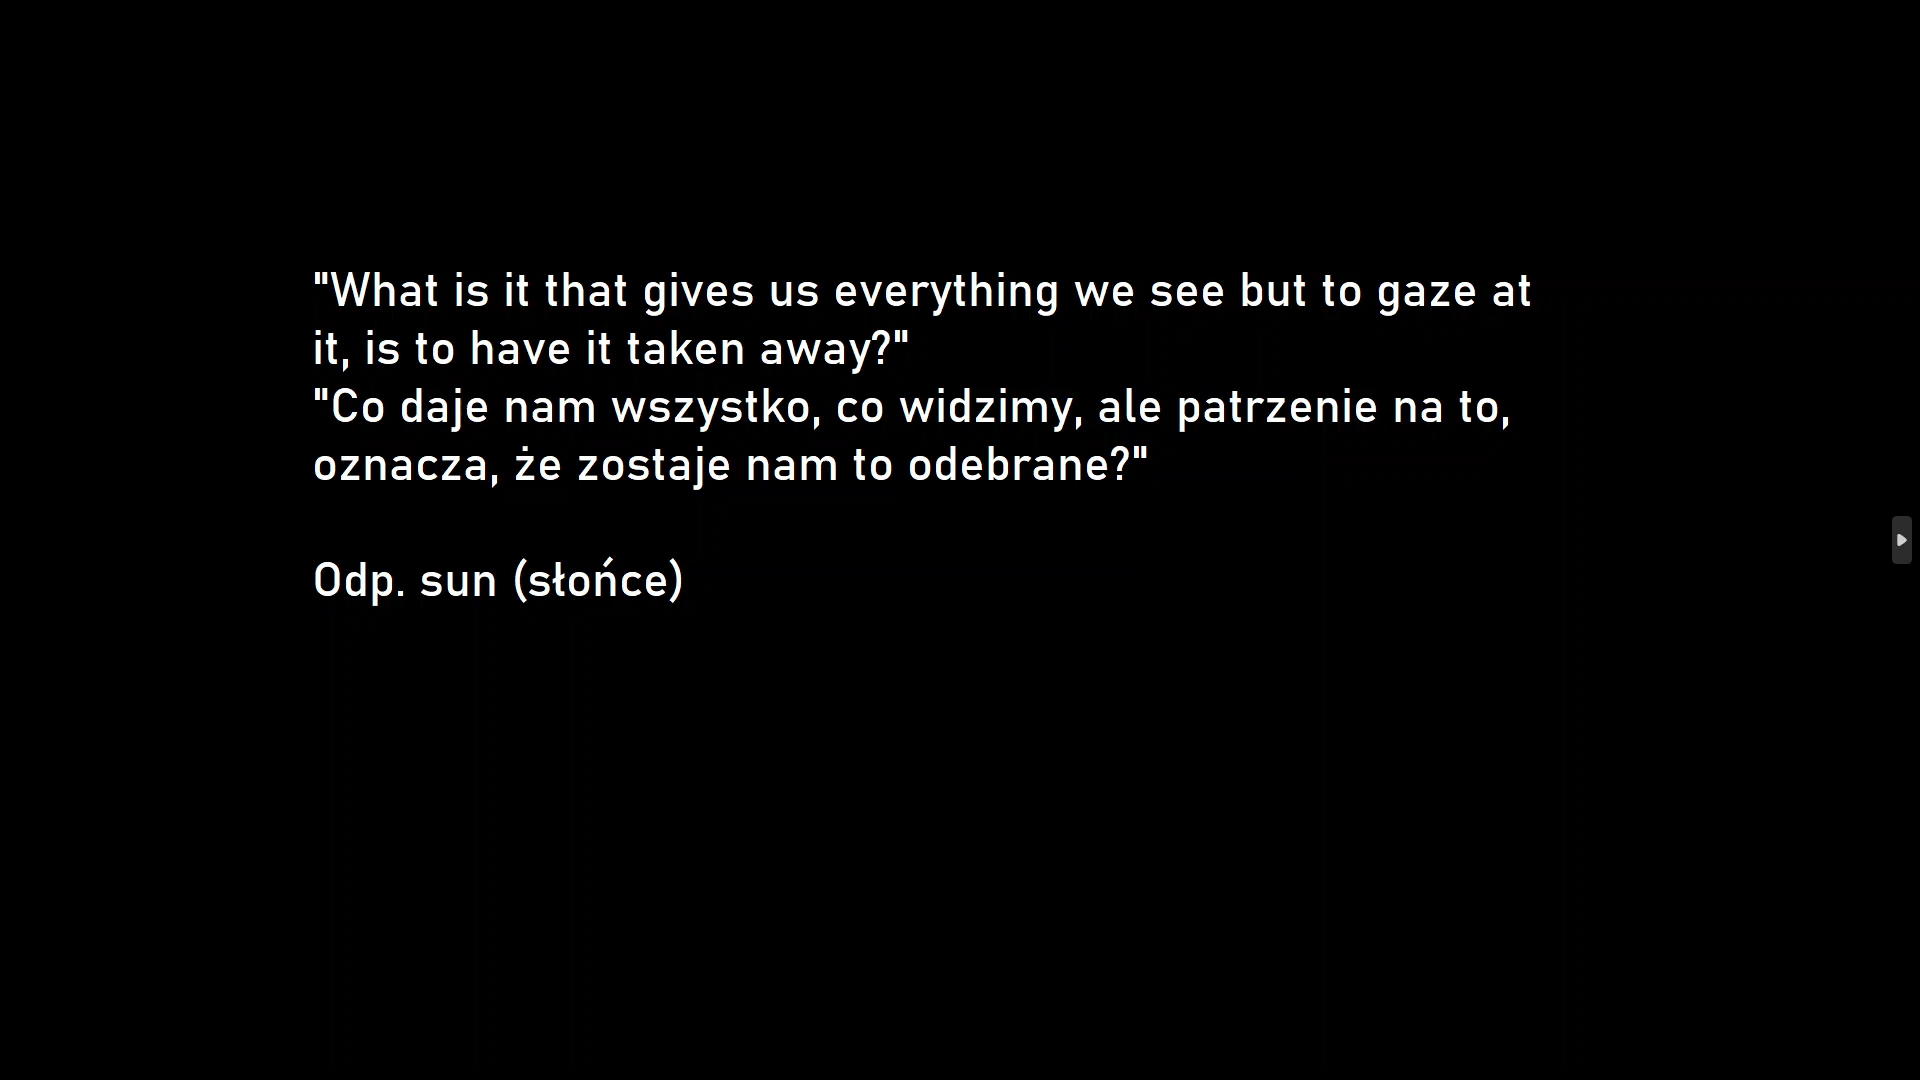 "What is it that gives us everything we see but to gaze at
it, is to have it taken away?"
"Co daje nam wszystko, co widzimy, ale patrzenie na to,
oznacza, że zostaje nam to odebrane?"
Odp. sun (słońce)